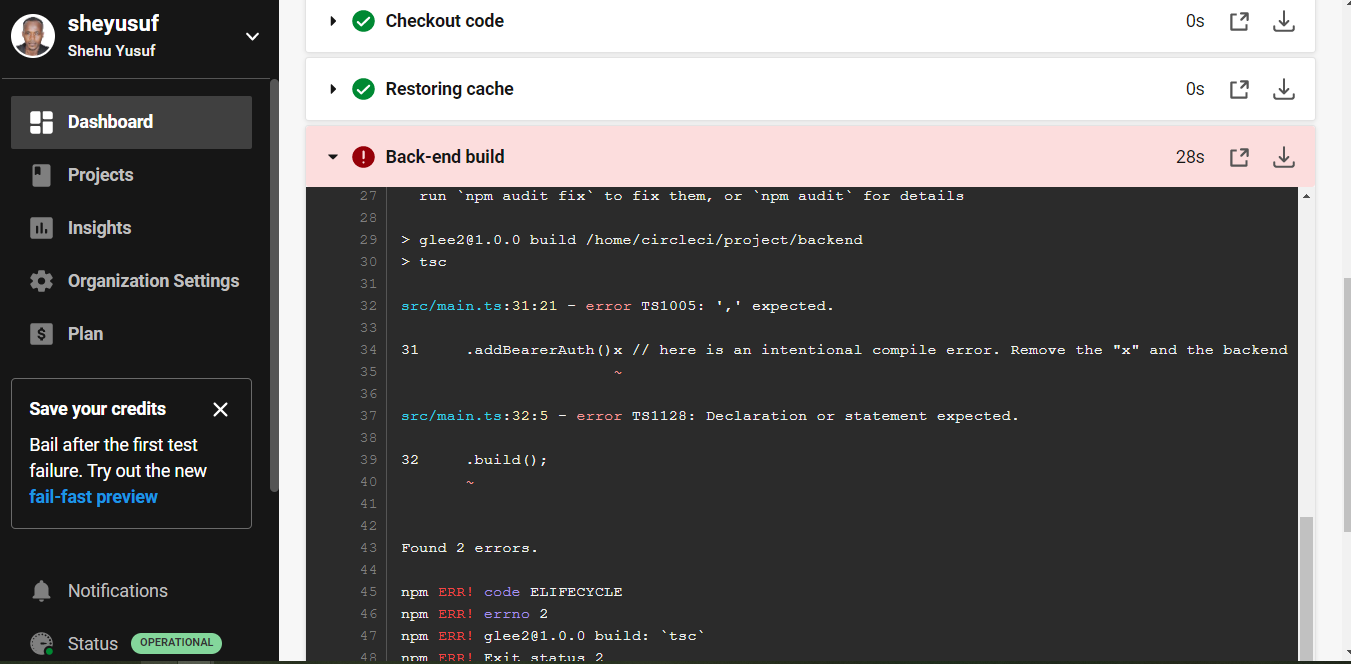 sheyusuf
Shehu Yusuf
Dashboard
Projects
Insights
Organization Settings
Plan
Save your credits
Bail after the first test
failure. Try out the new
fail-fast preview
Notifications
Status OPERATIONAL
Checkout code 0s
Restoring cache 0s
Back-end build 28s
27 run `npm audit fix` to fix them, or `npm audit` for details
28
29 > glee2@1.0.0 build /home/circleci/project/backend
30 > tsc
31
32 src/main.ts:31:21 - error TS1005: ',' expected.
33
34 31 .addBearerAuth()x // here is an intentional compile error. Remove the "x" and the backend
35 ~
36
37 src/main.ts:32:5 - error TS1128: Declaration or statement expected.
38
39 32 .build();
40 ~
41
42
43 Found 2 errors.
44
45 npm ERR! code ELIFECYCLE
46 npm ERR! errno 2
47 npm ERR! glee2@1.0.0 build: `tsc`
48 npm ERR! Exit status 2